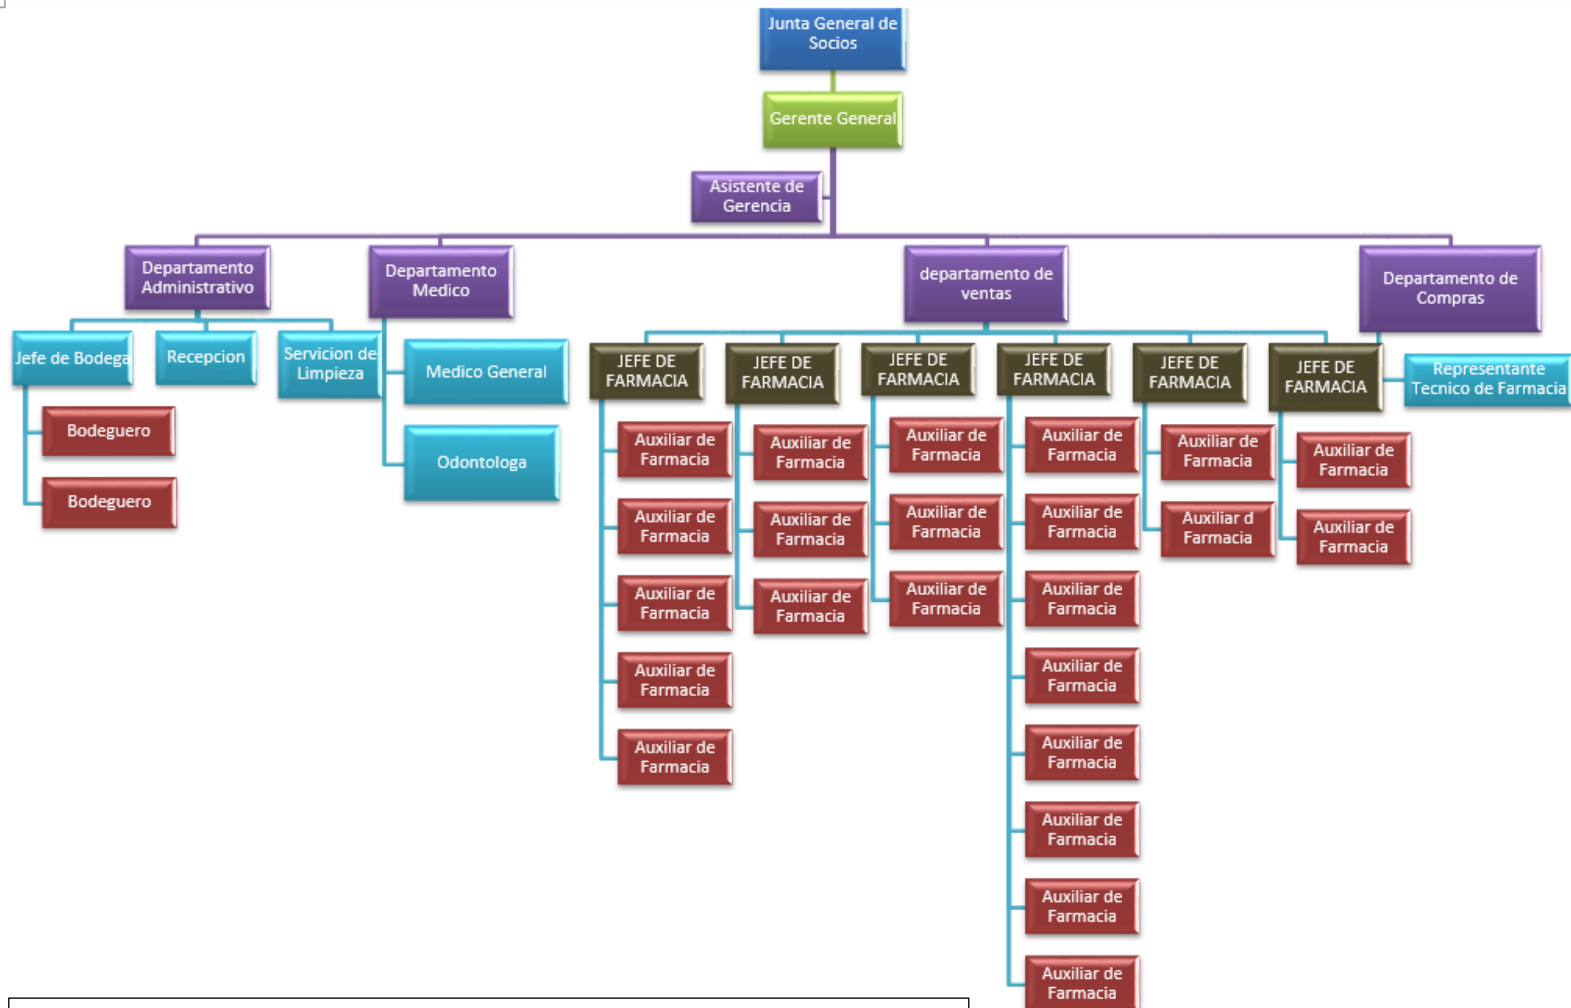 Junta General de
Socios
Gerente General
Asistente de
Gerencia
Departamento
Administrativo
Departamento
Medico
departamento de
ventas
Departamento de
Compras
Jefe de Bodega
Recepcion
Servicion de
Limpieza
Bodeguero
Bodeguero
Medico General
Odontologa
JEFE DE
FARMACIA
JEFE DE
FARMACIA
JEFE DE
FARMACIA
JEFE DE
FARMACIA
JEFE DE
FARMACIA
JEFE DE
FARMACIA
Representante
Tecnico de Farmacia
Auxiliar de
Farmacia
Auxiliar de
Farmacia
Auxiliar de
Farmacia
Auxiliar de
Farmacia
Auxiliar de
Farmacia
Auxiliar de
Farmacia
Auxiliar de
Farmacia
Auxiliar de
Farmacia
Auxiliar de
Farmacia
Auxiliar de
Farmacia
Auxiliar de
Farmacia
Auxiliar de
Farmacia
Auxiliar de
Farmacia
Auxiliar de
Farmacia
Auxiliar de
Farmacia
Auxiliar de
Farmacia
Auxiliar de
Farmacia
Auxiliar de
Farmacia
Auxiliar de
Farmacia
Auxiliar de
Farmacia
Auxiliar d
Farmacia
Auxiliar de
Farmacia
Auxiliar de
Farmacia